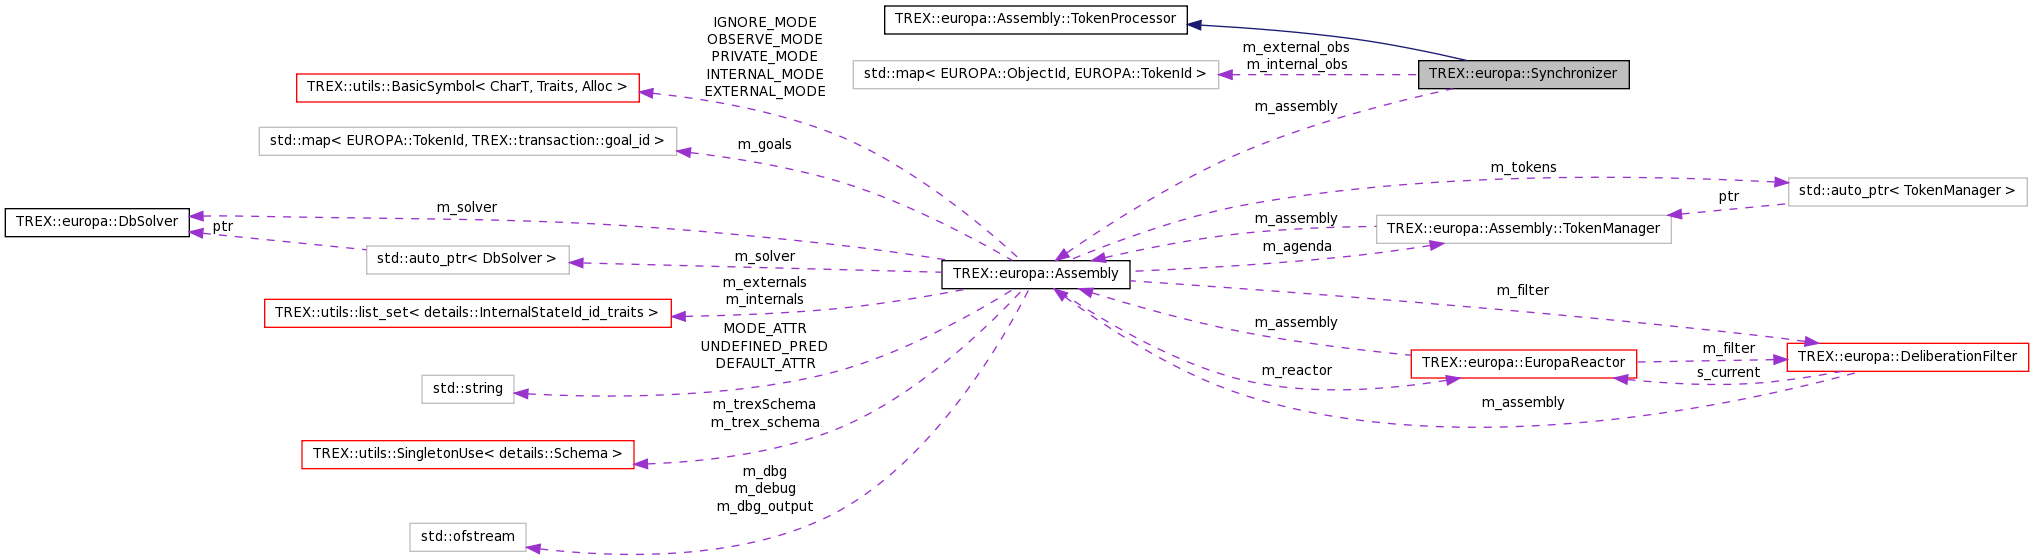 TREX::europa::Assembly::TokenProcessor
IGNORE_MODE
OBSERVE_MODE
PRIVATE_MODE
INTERNAL_MODE
EXTERNAL_MODE
m_external_obs
m_internal_obs
std::map< EUROPA::ObjectId, EUROPA::TokenId >
TREX::europa::Synchronizer
TREX::utils::BasicSymbol< CharT, Traits, Alloc >
m_assembly
std::map< EUROPA::TokenId, TREX::transaction::goal_id >
m_goals
m_tokens
std::auto_ptr< TokenManager >
ptr
m_solver
TREX::europa::DbSolver
ptr
m_assembly
TREX::europa::Assembly::TokenManager
m_agenda
std::auto_ptr< DbSolver >
m_solver
TREX::europa::Assembly
m_externals
m_internals
TREX::utils::list_set< details::InternalStateId_id_traits >
m_filter
m_assembly
MODE_ATTR
UNDEFINED_PRED
DEFAULT_ATTR
m_filter
TREX::europa::DeliberationFilter
TREX::europa::EuropaReactor
m_reactor
s_current
std::string
m_assembly
m_trexSchema
m_trex_schema
TREX::utils::SingletonUse< details::Schema >
m_dbg
m_debug
m_dbg_output
std::ofstream